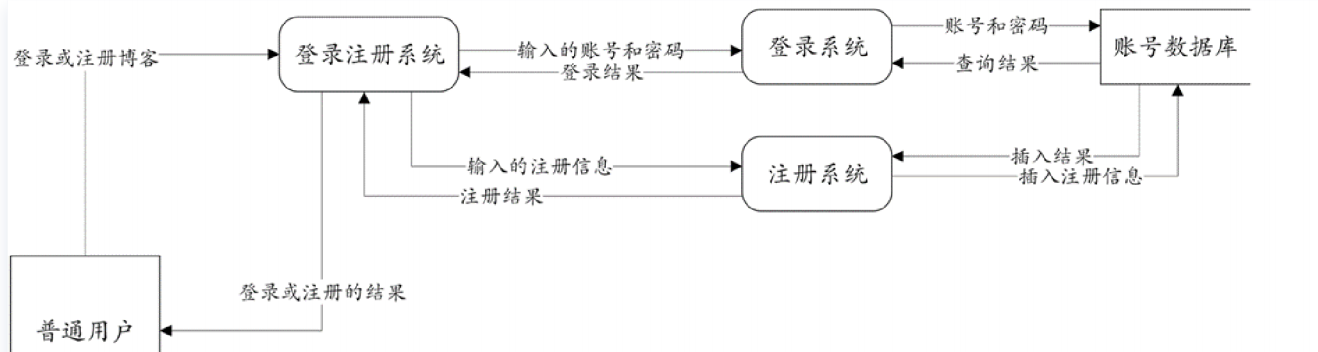 登录或注册博客
登录注册系统
输入的账号和密码
登录结果
登录系统
账号和密码
查询结果
账号数据库
输入的注册信息
注册结果
注册系统
插入结果
插入注册信息
登录或注册的结果
普通用户